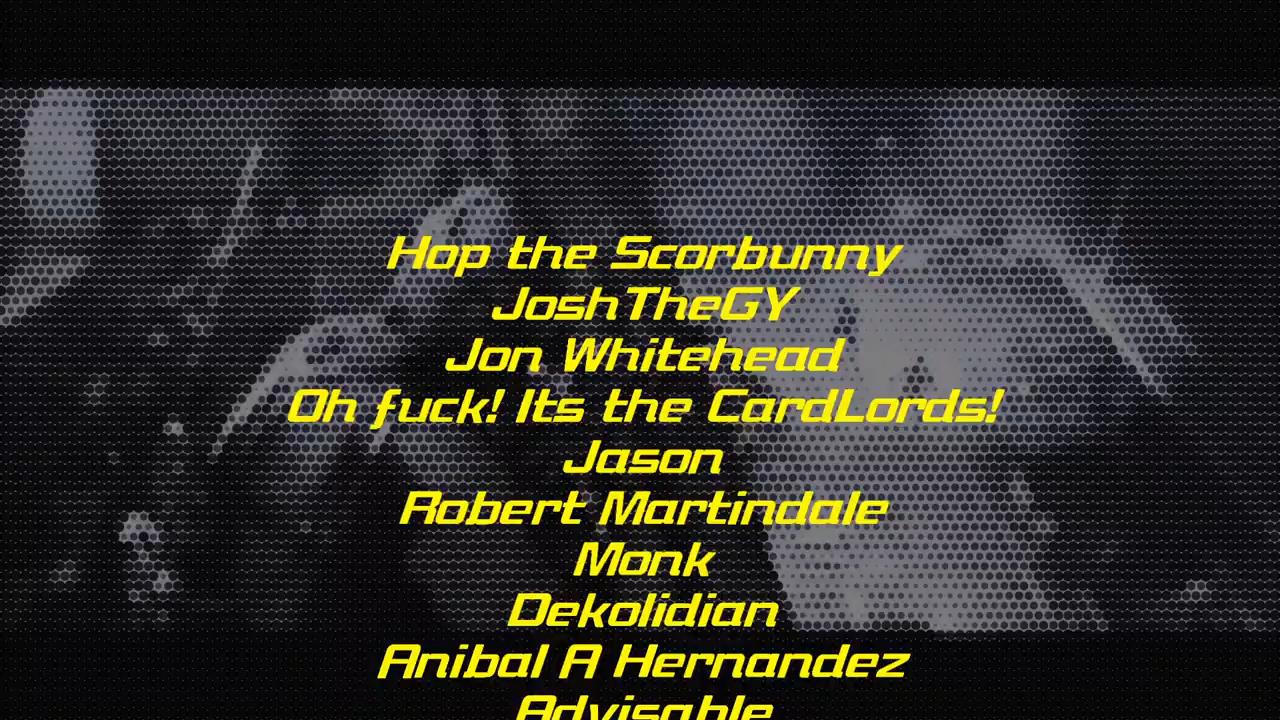 Hop the Scorbunny
JoshTheGY
Jon Whitehead
Oh fuck! Its the CardLords!
Jason
Robert Martindale
Monk
Dekolidian
Anibal A Hernandez
Advisable